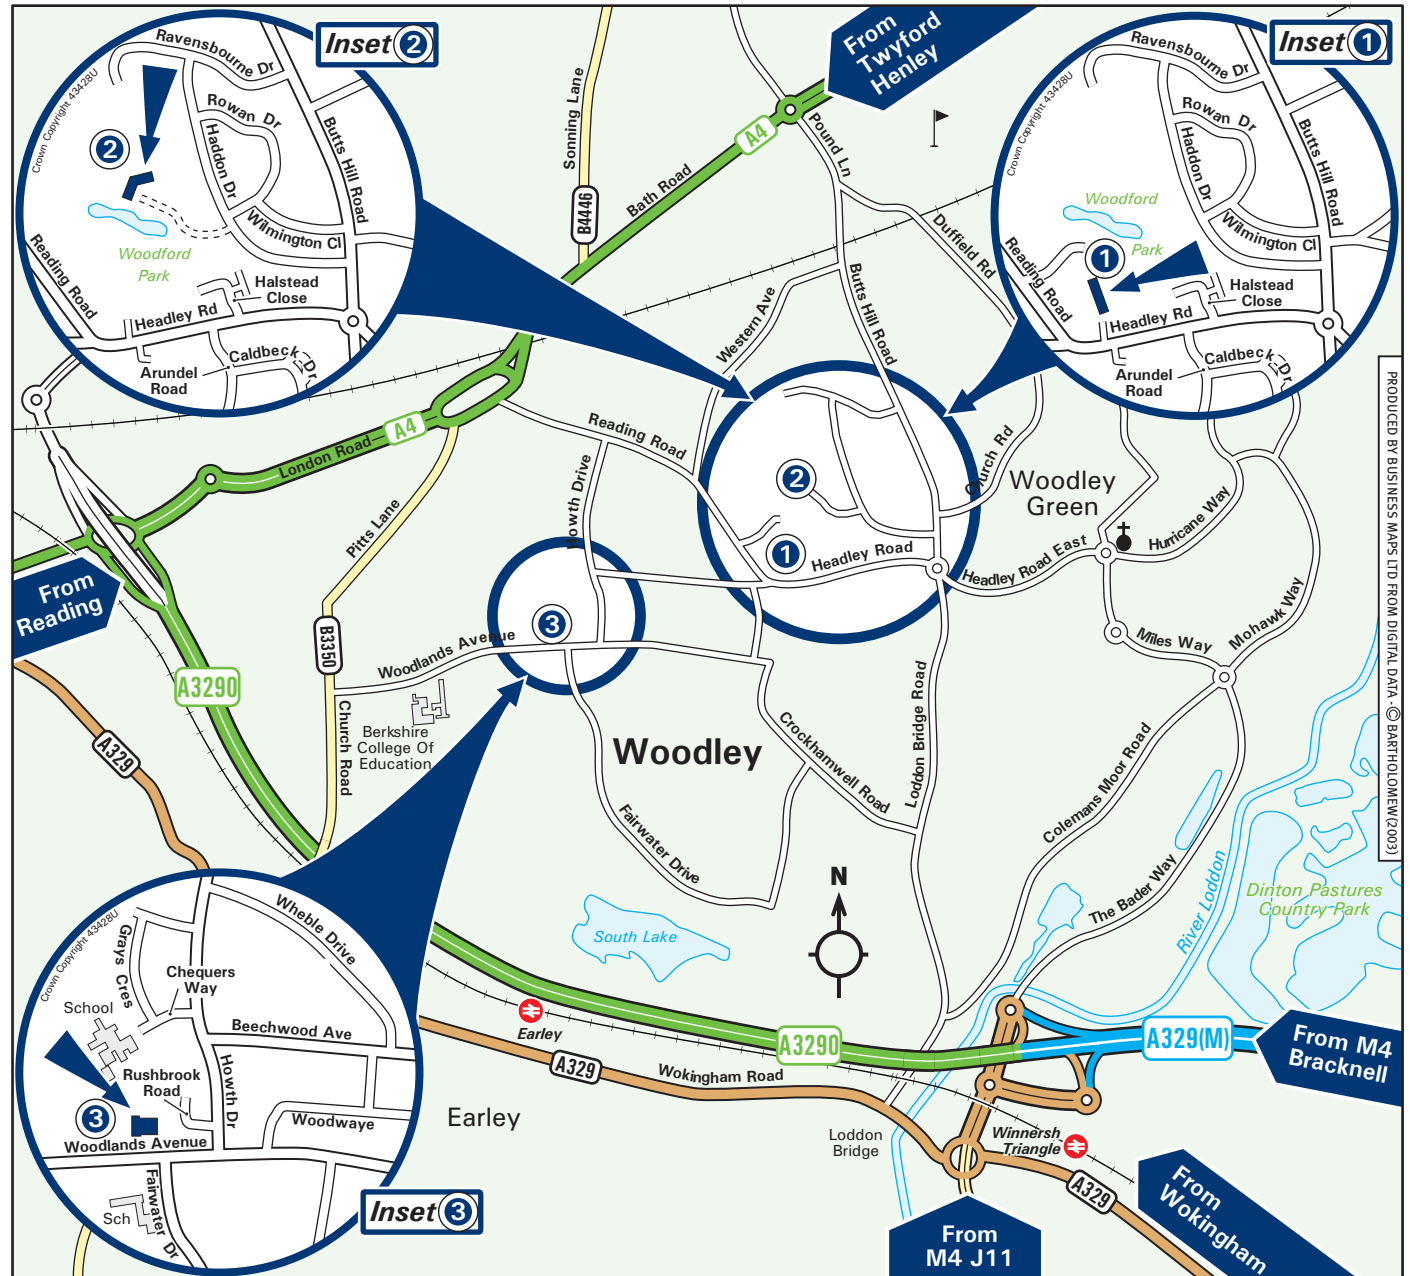 Inset 2
Ravensbourne Dr
Crown Copyright 43428U
Rowan Dr
Haddon Dr
Butts Hill Road
2
Wilmington Cl
Woodford
Park
Reading Road
Halstead
Close
Headley Rd
Caldbeck Dr
Arundel
Road
From
Twyford
Henley
Sonning Lane
B4446
A4
Bath Road
Pound Ln
Duffield Rd
Butts Hill Road
Western Ave
Inset 1
Ravensbourne Dr
Crown Copyright 43428U
Rowan Dr
Haddon Dr
Butts Hill Road
Woodford
Park
Wilmington Cl
Reading Road
1
Halstead
Close
Headley Rd
Caldbeck Dr
Arundel
Road
PRODUCED BY BUSINESS MAPS LTD FROM DIGITAL DATA - © BARTHOLOMEW(2003)
London Road
A4
Reading Road
Howth Drive
Pitts Lane
2
1
Headley Road
Church Rd
Woodley
Green
Headley Road East
Hurricane Way
Mohawk Way
Miles Way
From
Reading
A3290
A329
B3350
Woodlands Avenue
3
Church Road
Berkshire
College Of
Education
Woodley
Crockhamwell Road
Loddon Bridge Road
Fairwater Drive
Colemans Moor Road
The Bader Way
River Loddon
Dinton Pastures
Country Park
N
South Lake
Earley
A3290
A329
Wokingham Road
Earley
A329(M)
From M4
Bracknell
Loddon
Bridge
Winnersh
Triangle
A329
From
Wokingham
From
M4 J11
Crown Copyright 43428U
Wheble Drive
Grays Cres
Chequers
Way
School
Beechwood Ave
Rushbrook
Road
Howth Dr
3
Woodwaye
Woodlands Avenue
Fairwater Dr
Sch
Inset 3